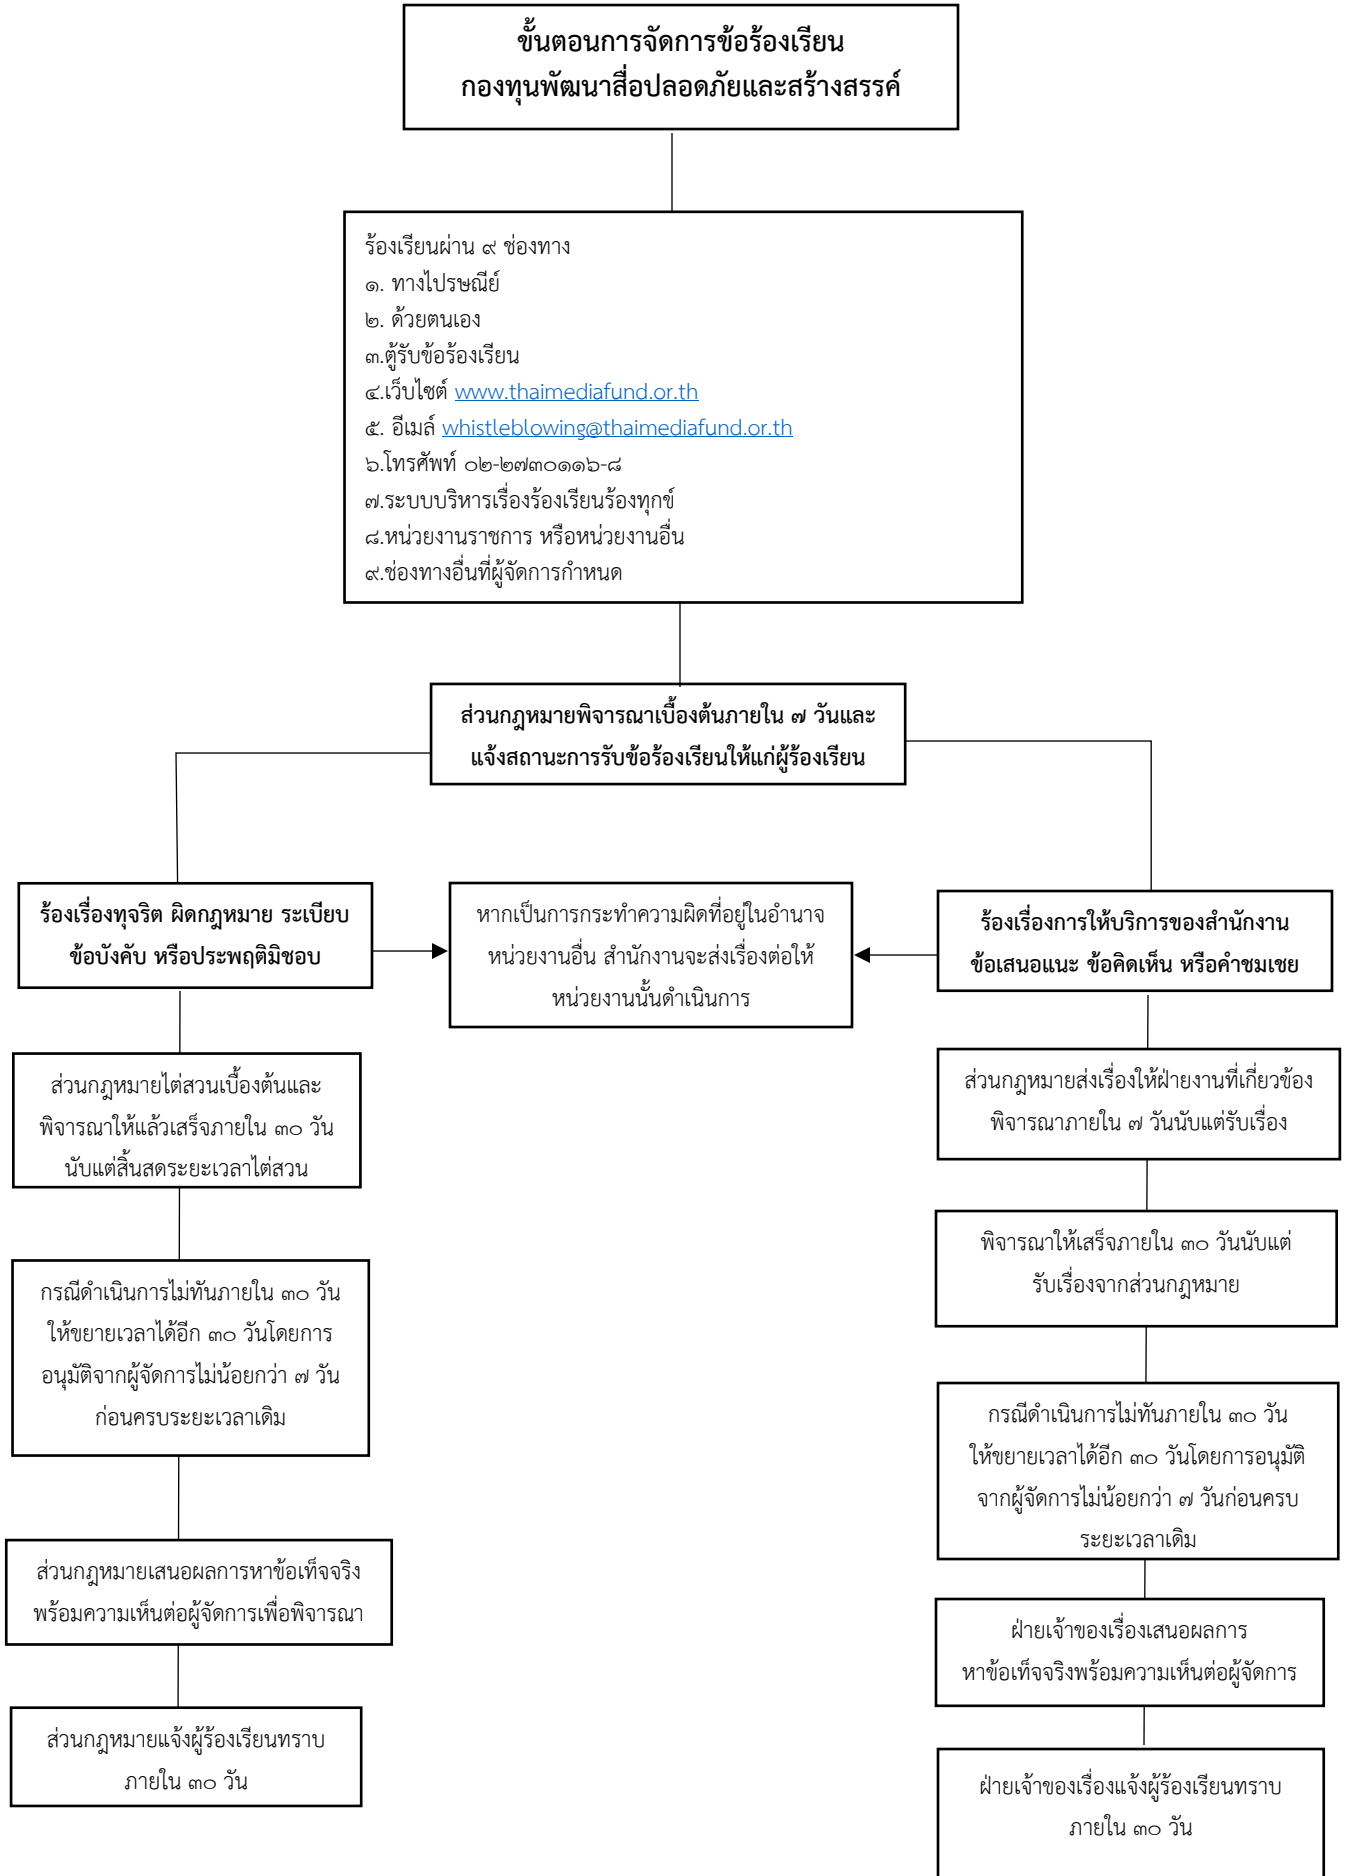 ขั้นตอนการจัดการข้อร้องเรียน
กองทุนพัฒนาสื่อปลอดภัยและสร้างสรรค์
ร้องเรียนผ่าน ๙ ช่องทาง
๑. ทางไปรษณีย์
๒. ด้วยตนเอง
๓.ตู้รับข้อร้องเรียน
๔.เว็บไซต์ www.thaimediafund.or.th
๕. อีเมล์ whistleblowing@thaimediafund.or.th
๖.โทรศัพท์ ๐๒-๒๗๓๐๑๑๖-๘
๗.ระบบบริหารเรื่องร้องเรียนร้องทุกข์
๘.หน่วยงานราชการ หรือหน่วยงานอื่น
๙.ช่องทางอื่นที่ผู้จัดการกำหนด
ส่วนกฎหมายพิจารณาเบื้องต้นภายใน ๗ วันและ
แจ้งสถานะการรับข้อร้องเรียนให้แก่ผู้ร้องเรียน
ร้องเรื่องทุจริต ผิดกฎหมาย ระเบียบ
ข้อบังคับ หรือประพฤติมิชอบ
หากเป็นการกระทำความผิดที่อยู่ในอำนาจ
หน่วยงานอื่น สำนักงานจะส่งเรื่องต่อให้
หน่วยงานนั้นดำเนินการ
ร้องเรื่องการให้บริการของสำนักงาน
ข้อเสนอแนะ ข้อคิดเห็น หรือคำชมเชย
ส่วนกฎหมายไต่สวนเบื้องต้นและ
พิจารณาให้แล้วเสร็จภายใน ๓๐ วัน
นับแต่สิ้นสดระยะเวลาไต่สวน
กรณีดำเนินการไม่ทันภายใน ๓๐ วัน
ให้ขยายเวลาได้อีก ๓๐ วันโดยการ
อนุมัติจากผู้จัดการไม่น้อยกว่า ๗ วัน
ก่อนครบระยะเวลาเดิม
ส่วนกฎหมายเสนอผลการหาข้อเท็จจริง
พร้อมความเห็นต่อผู้จัดการเพื่อพิจารณา
ส่วนกฎหมายแจ้งผู้ร้องเรียนทราบ
ภายใน ๓๐ วัน
ส่วนกฎหมายส่งเรื่องให้ฝ่ายงานที่เกี่ยวข้อง
พิจารณาภายใน ๗ วันนับแต่รับเรื่อง
พิจารณาให้เสร็จภายใน ๓๐ วันนับแต่
รับเรื่องจากส่วนกฎหมาย
กรณีดำเนินการไม่ทันภายใน ๓๐ วัน
ให้ขยายเวลาได้อีก ๓๐ วันโดยการอนุมัติ
จากผู้จัดการไม่น้อยกว่า ๗ วันก่อนครบ
ระยะเวลาเดิม
ฝ่ายเจ้าของเรื่องเสนอผลการ
หาข้อเท็จจริงพร้อมความเห็นต่อผู้จัดการ
ฝ่ายเจ้าของเรื่องแจ้งผู้ร้องเรียนทราบ
ภายใน ๓๐ วัน